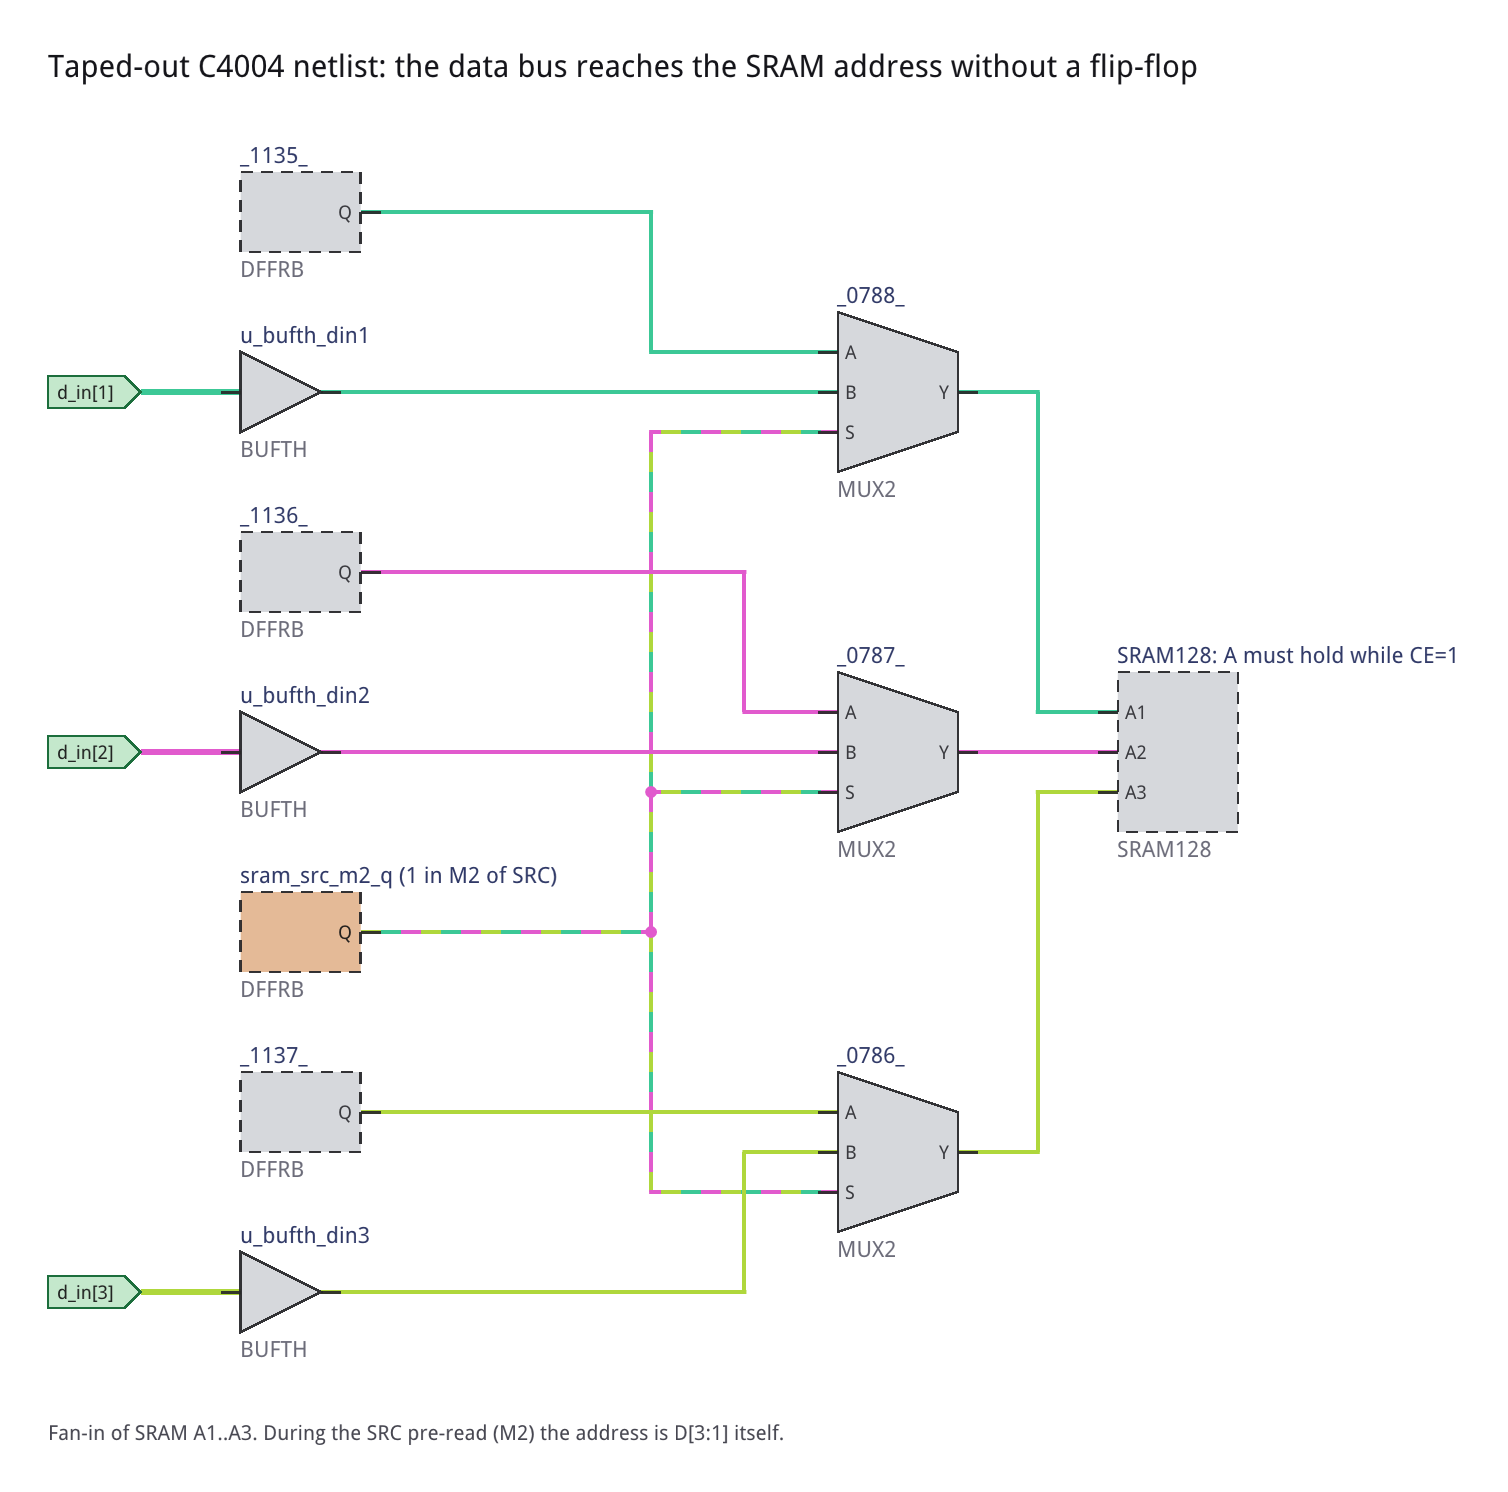 Taped-out C4004 netlist: the data bus reaches the SRAM address without a flip-flop
_1135_
Q
DFFRB
_0788_
u_bufth_din1
A
d_in[1]
B
Y
S
BUFTH
MUX2
_1136_
Q
DFFRB
_0787_
SRAM128: A must hold while CE=1
u_bufth_din2
A
A1
d_in[2]
B
Y
A2
S
A3
BUFTH
MUX2
SRAM128
sram_src_m2_q (1 in M2 of SRC)
Q
DFFRB
_1137_
_0786_
Q
A
B
Y
DFFRB
S
u_bufth_din3
MUX2
d_in[3]
BUFTH
Fan-in of SRAM A1..A3. During the SRC pre-read (M2) the address is D[3:1] itself.